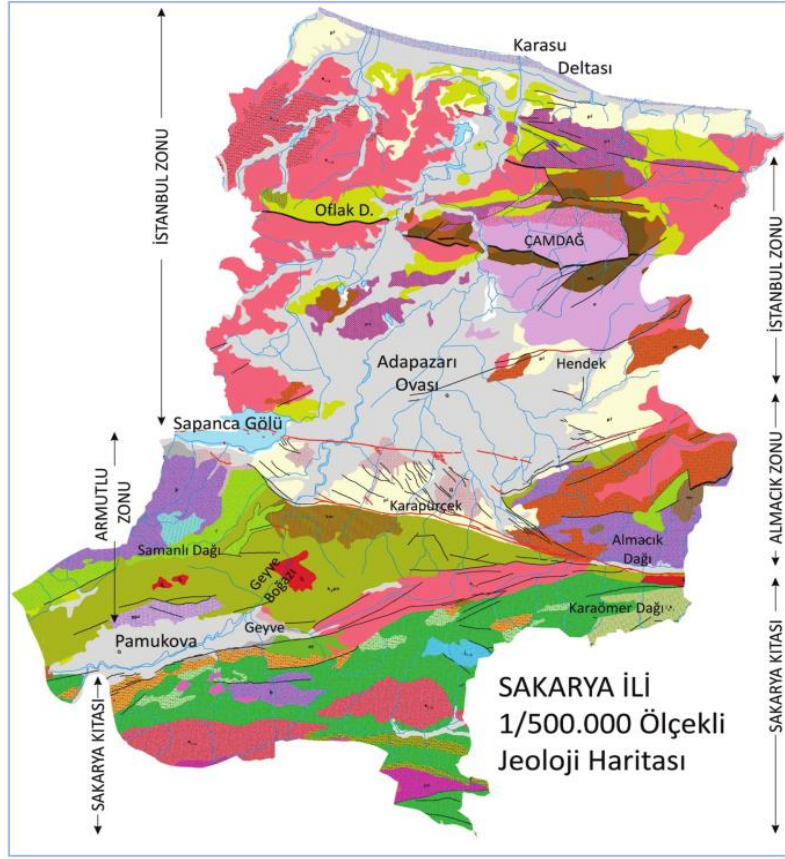 Karasu
Deltası
İSTANBUL ZONU
İSTANBUL ZONU
Oflak D.
ÇAMDAĞ
Adapazarı
Ovası
Hendek
Sapanca Gölü
ARMUTLU
ZONU
ALMACIK ZONU
Karapürçek
Samanlı Dağı
Almacık
Dağı
Geyve
Boğazı
Karaömer Dağı
Geyve
Pamukova
SAKARYA KITASI
SAKARYA KITASI
SAKARYA İLİ
1/500.000 Ölçekli
Jeoloji Haritası